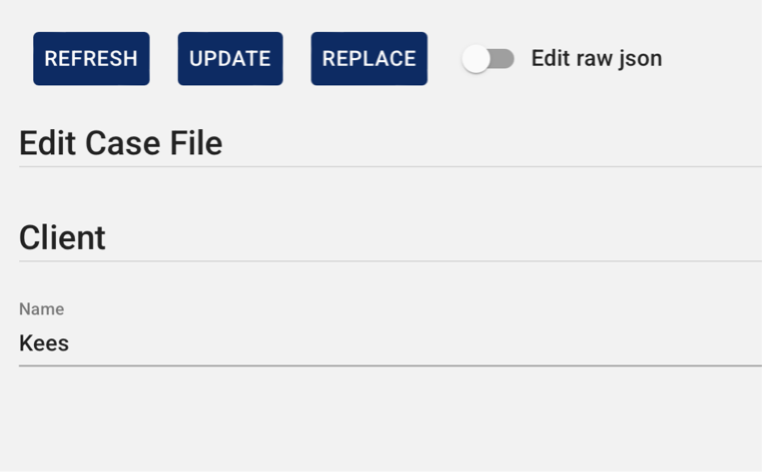 REFRESH UPDATE REPLACE Edit raw json
Edit Case File
Client
Name
Kees